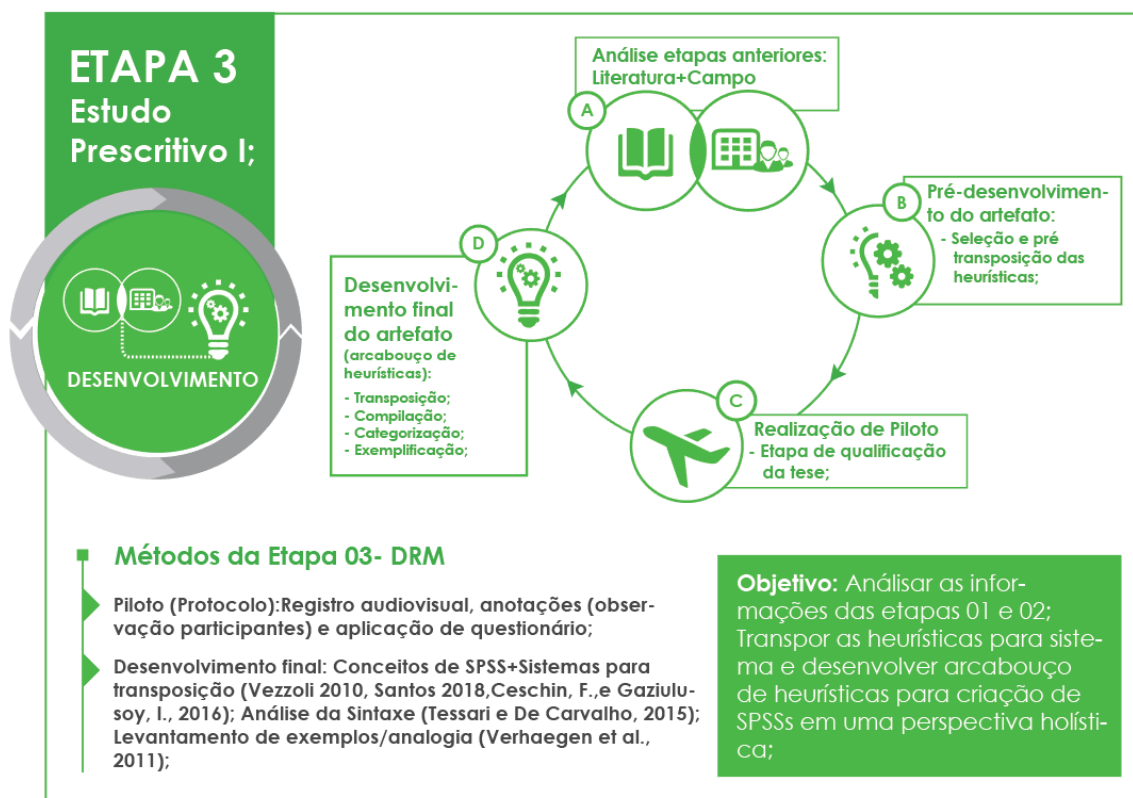 ETAPA 3
Estudo
Prescritivo I;
DESENVOLVIMENTO
Análise etapas anteriores:
Literatura+Campo
A
B
Pré-desenvolvimen-
to do artefato:
- Seleção e pré
transposição das
heurísticas;
C
Realização de Piloto
- Etapa de qualificação
da tese;
D
Desenvolvi-
mento final
do artefato
(arcabouço de
heurísticas):
- Transposição;
- Compilação;
- Categorização;
- Exemplificação;
Métodos da Etapa 03- DRM
Piloto (Protocolo):Registro audiovisual, anotações (obser-
vação participantes) e aplicação de questionário;
Desenvolvimento final: Conceitos de SPSS+Sistemas para
transposição (Vezzoli 2010, Santos 2018,Ceschin, F.,e Gaziulu-
soy, I., 2016); Análise da Sintaxe (Tessari e De Carvalho, 2015);
Levantamento de exemplos/analogia (Verhaegen et al.,
2011);
Objetivo: Análisar as infor-
mações das etapas 01 e 02;
Transpor as heurísticas para siste-
ma e desenvolver arcabouço
de heurísticas para criação de
SPSSs em uma perspectiva holísti-
ca;